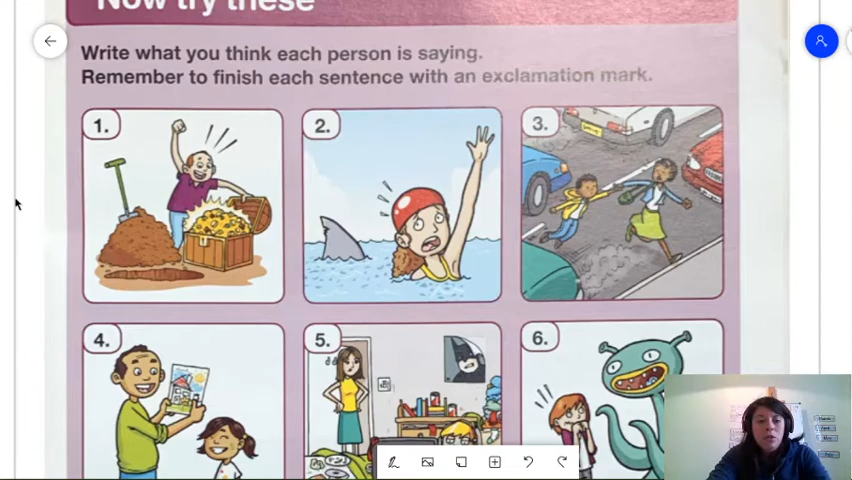 Now try these
Write what you think each person is saying.
Remember to finish each sentence with an exclamation mark.
1.
2.
3.
4.
5.
6.